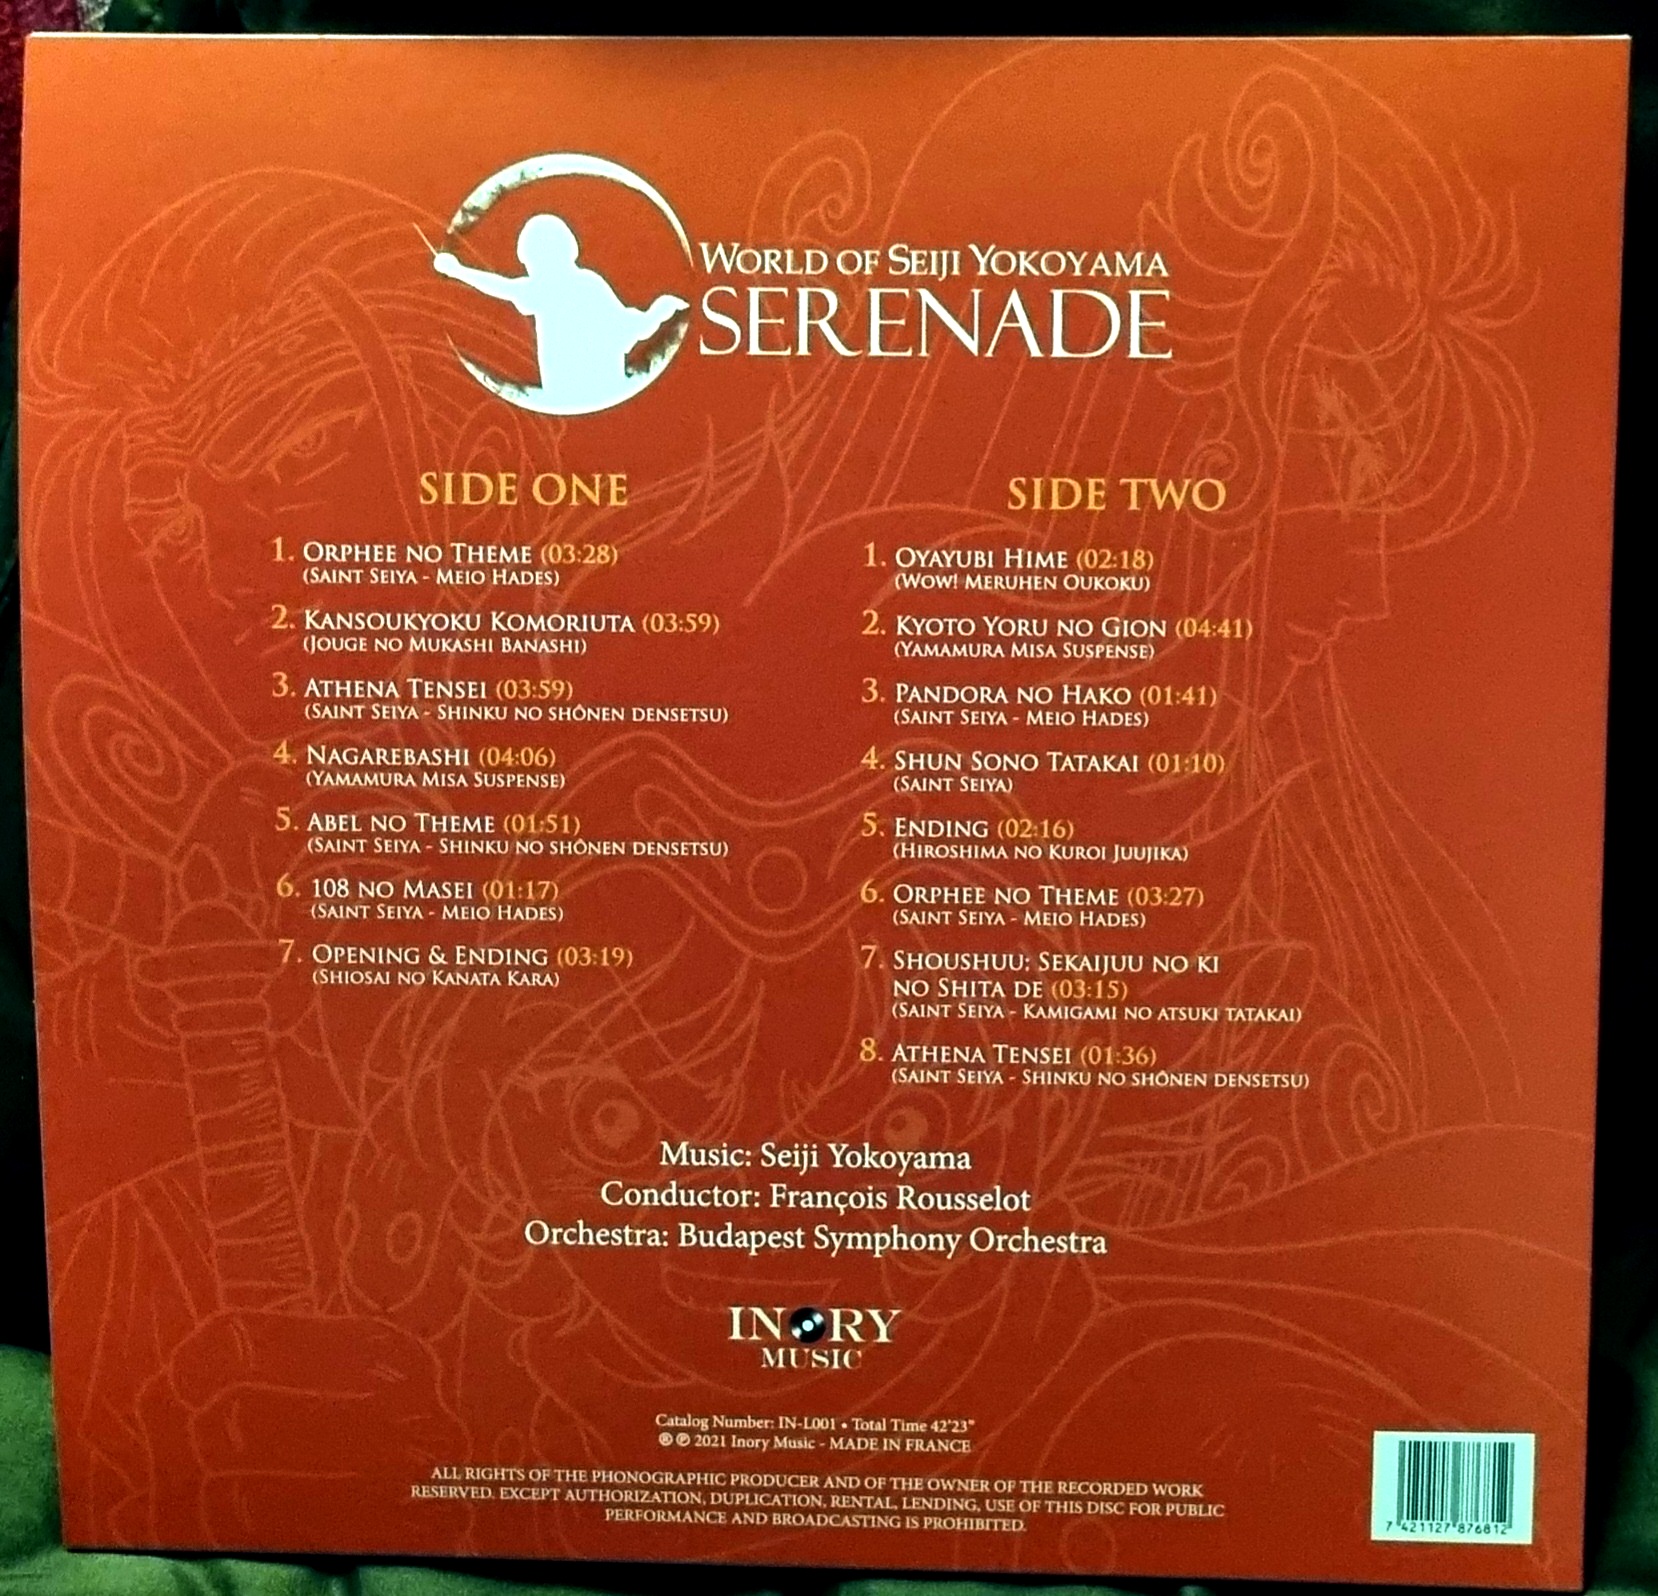 WORLD OF SEIJI YOKOYAMA
SERENADE
SIDE ONE
1. ORPHEE NO THEME (03:28)
(SAINT SEIYA - MEIO HADES)
2. KANSOUKYOKU KOMORIUTA (03:59)
(JOUGE NO MUKASHI BANASHI)
3. ATHENA TENSEI (03:59)
(SAINT SEIYA - SHINKU NO SHÔNEN DENSETSU)
4. NAGAREBASHI (04:06)
(YAMAMURA MISA SUSPENSE)
5. ABEL NO THEME (01:51)
(SAINT SEIYA - SHINKU NO SHÔNEN DENSETSU)
6. 108 NO MASEI (01:17)
(SAINT SEIYA - MEIO HADES)
7. OPENING & ENDING (03:19)
(SHIOSAI NO KANATA KARA)
SIDE TWO
1. OYAYUBI HIME (02:18)
(WOW! MERUHEN OUKOKU)
2. KYOTO YORU NO GION (04:41)
(YAMAMURA MISA SUSPENSE)
3. PANDORA NO HAKO (01:41)
(SAINT SEIYA - MEIO HADES)
4. SHUN SONO TATAKAI (01:10)
(SAINT SEIYA)
5. ENDING (02:16)
(HIROSHIMA NO KUROI JUUJIKA)
6. ORPHEE NO THEME (03:27)
(SAINT SEIYA - MEIO HADES)
7. SHOUSHUU: SEKAIJUU NO KI
NO SHITA DE (03:15)
(SAINT SEIYA - KAMIGAMI NO ATSUKI TATAKAI)
8. ATHENA TENSEI (01:36)
(SAINT SEIYA - SHINKU NO SHÔNEN DENSETSU)
Music: Seiji Yokoyama
Conductor: François Rousselot
Orchestra: Budapest Symphony Orchestra
INORY
MUSIC
Catalog Number: IN-L001 • Total Time 42'23"
®℗ 2021 Inory Music - MADE IN FRANCE
ALL RIGHTS OF THE PHONOGRAPHIC PRODUCER AND OF THE OWNER OF THE RECORDED WORK
RESERVED. EXCEPT AUTHORIZATION, DUPLICATION, RENTAL, LENDING, USE OF THIS DISC FOR PUBLIC
PERFORMANCE AND BROADCASTING IS PROHIBITED.
7 421127 876812